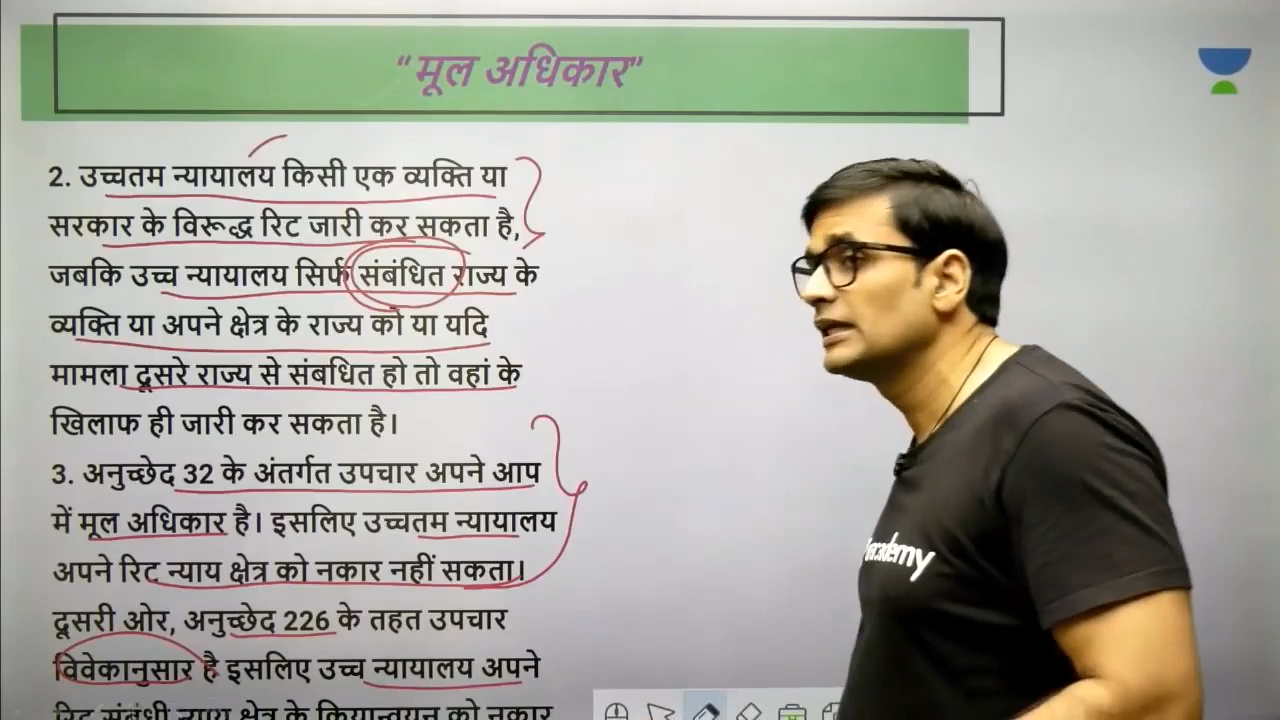 “मूल अधिकार”
2. उच्चतम न्यायालय किसी एक व्यक्ति या
सरकार के विरूद्ध रिट जारी कर सकता है,
जबकि उच्च न्यायालय सिर्फ संबंधित राज्य के
व्यक्ति या अपने क्षेत्र के राज्य को या यदि
मामला दूसरे राज्य से संबधित हो तो वहां के
खिलाफ ही जारी कर सकता है।
3. अनुच्छेद 32 के अंतर्गत उपचार अपने आप
में मूल अधिकार है। इसलिए उच्चतम न्यायालय
अपने रिट न्याय क्षेत्र को नकार नहीं सकता।
दूसरी ओर, अनुच्छेद 226 के तहत उपचार
विवेकानुसार है इसलिए उच्च न्यायालय अपने
रिट संबंधी न्याय क्षेत्र के क्रियान्वयन को नकार